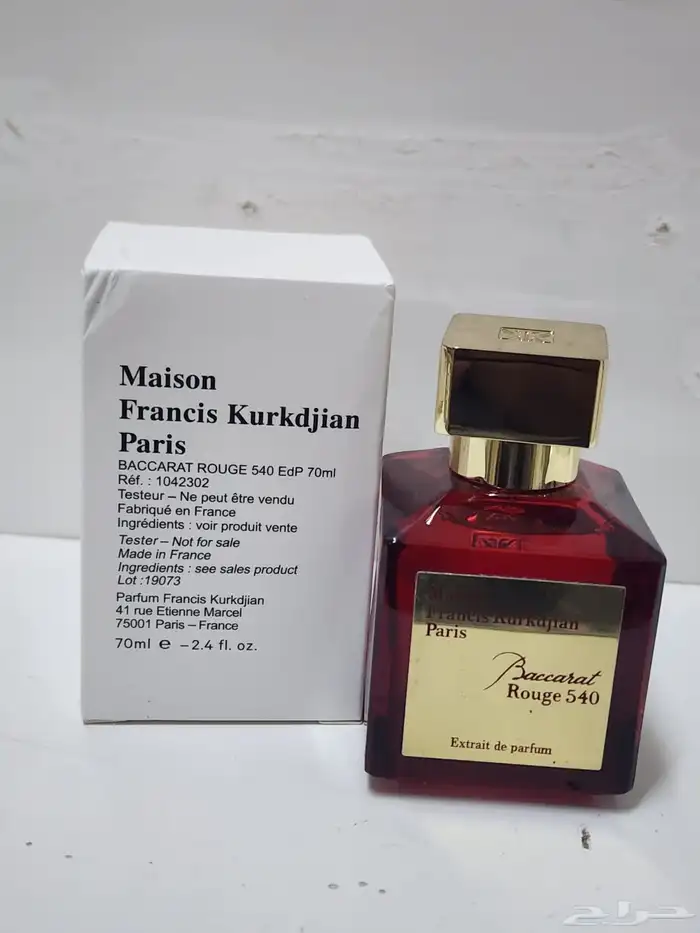 Maison
Francis Kurkdjian
Paris
BACCARAT ROUGE 540 EdP 70ml
Réf. : 1042302
Testeur – Ne peut être vendu
Fabriqué en France
Ingrédients : voir produit vente
Tester – Not for sale
Made in France
Ingredients : see sales product
Lot :19073
Parfum Francis Kurkdjian
41 rue Etienne Marcel
75001 Paris – France
70ml e – 2.4 fl. oz.
Maison
Francis Kurkdjian
Paris
Baccarat
Rouge 540
Extrait de parfum
حراج